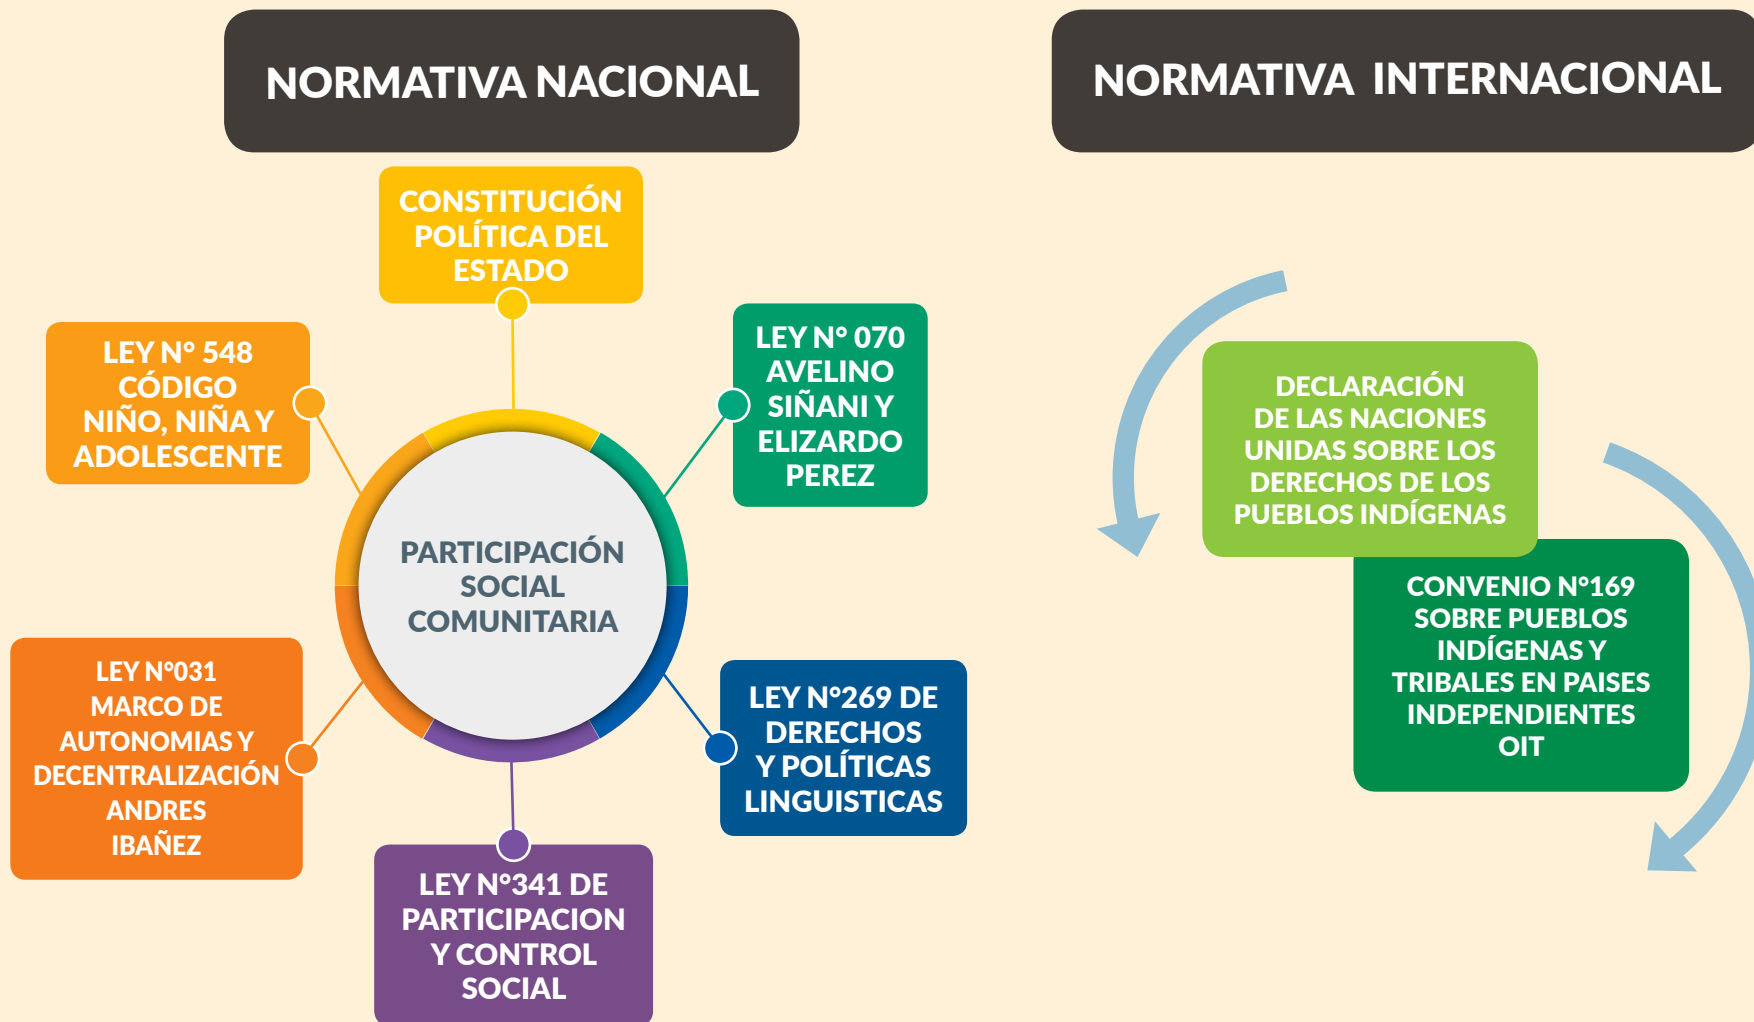 NORMATIVA NACIONAL
CONSTITUCIÓN
POLÍTICA DEL
ESTADO
LEY N° 548
CÓDIGO
NIÑO, NIÑA Y
ADOLESCENTE
LEY N° 070
AVELINO
SIÑANI Y
ELIZARDO
PEREZ
PARTICIPACIÓN
SOCIAL
COMUNITARIA
LEY N°031
MARCO DE
AUTONOMIAS Y
DECENTRALIZACIÓN
ANDRES
IBAÑEZ
LEY N°269 DE
DERECHOS
Y POLÍTICAS
LINGUISTICAS
LEY N°341 DE
PARTICIPACION
Y CONTROL
SOCIAL
NORMATIVA INTERNACIONAL
DECLARACIÓN
DE LAS NACIONES
UNIDAS SOBRE LOS
DERECHOS DE LOS
PUEBLOS INDÍGENAS
CONVENIO N°169
SOBRE PUEBLOS
INDÍGENAS Y
TRIBALES EN PAISES
INDEPENDIENTES
OIT